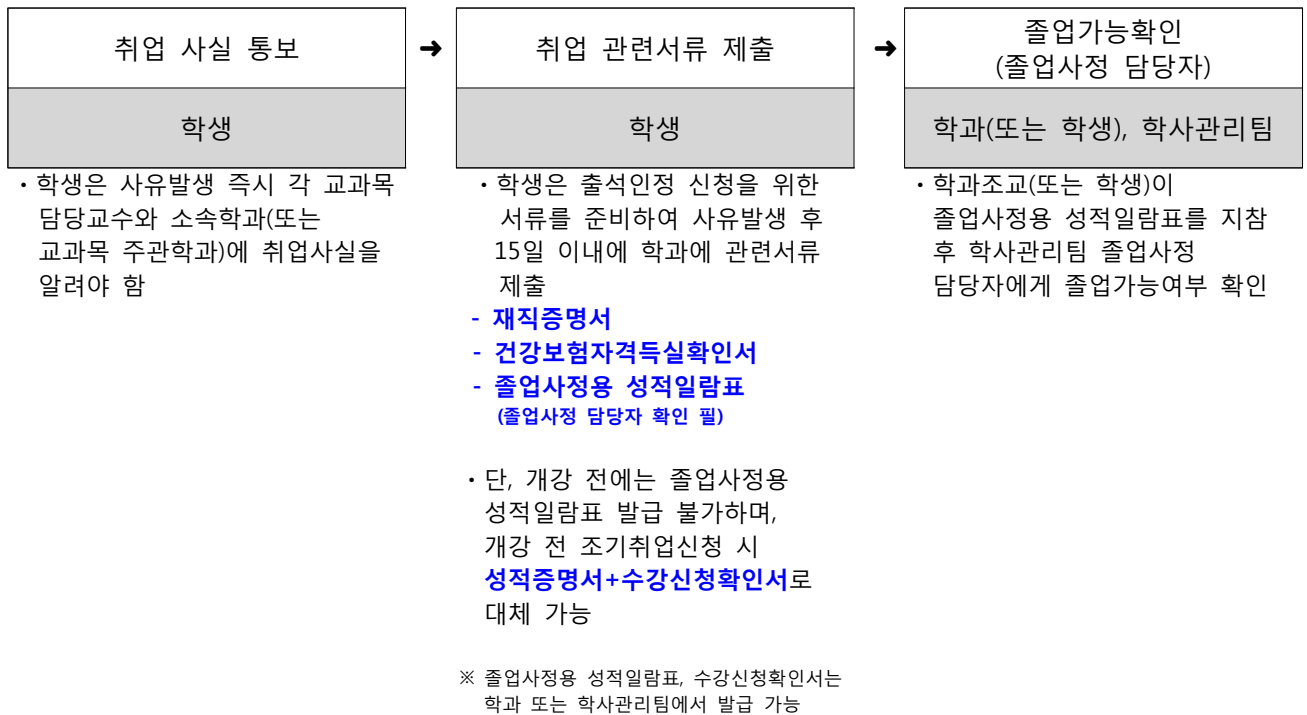 취업 사실 통보
➜
취업 관련서류 제출
➜
졸업가능확인
(졸업사정 담당자)
학생
학생
학과(또는 학생), 학사관리팀
・학생은 사유발생 즉시 각 교과목
담당교수와 소속학과(또는
교과목 주관학과)에 취업사실을
알려야 함
・학생은 출석인정 신청을 위한
서류를 준비하여 사유발생 후
15일 이내에 학과에 관련서류
제출
- 재직증명서
- 건강보험자격득실확인서
- 졸업사정용 성적일람표
(졸업사정 담당자 확인 필)
・단, 개강 전에는 졸업사정용
성적일람표 발급 불가하며,
개강 전 조기취업신청 시
성적증명서+수강신청확인서로
대체 가능
※ 졸업사정용 성적일람표, 수강신청확인서는
학과 또는 학사관리팀에서 발급 가능
・학과조교(또는 학생)이
졸업사정용 성적일람표를 지참
후 학사관리팀 졸업사정
담당자에게 졸업가능여부 확인